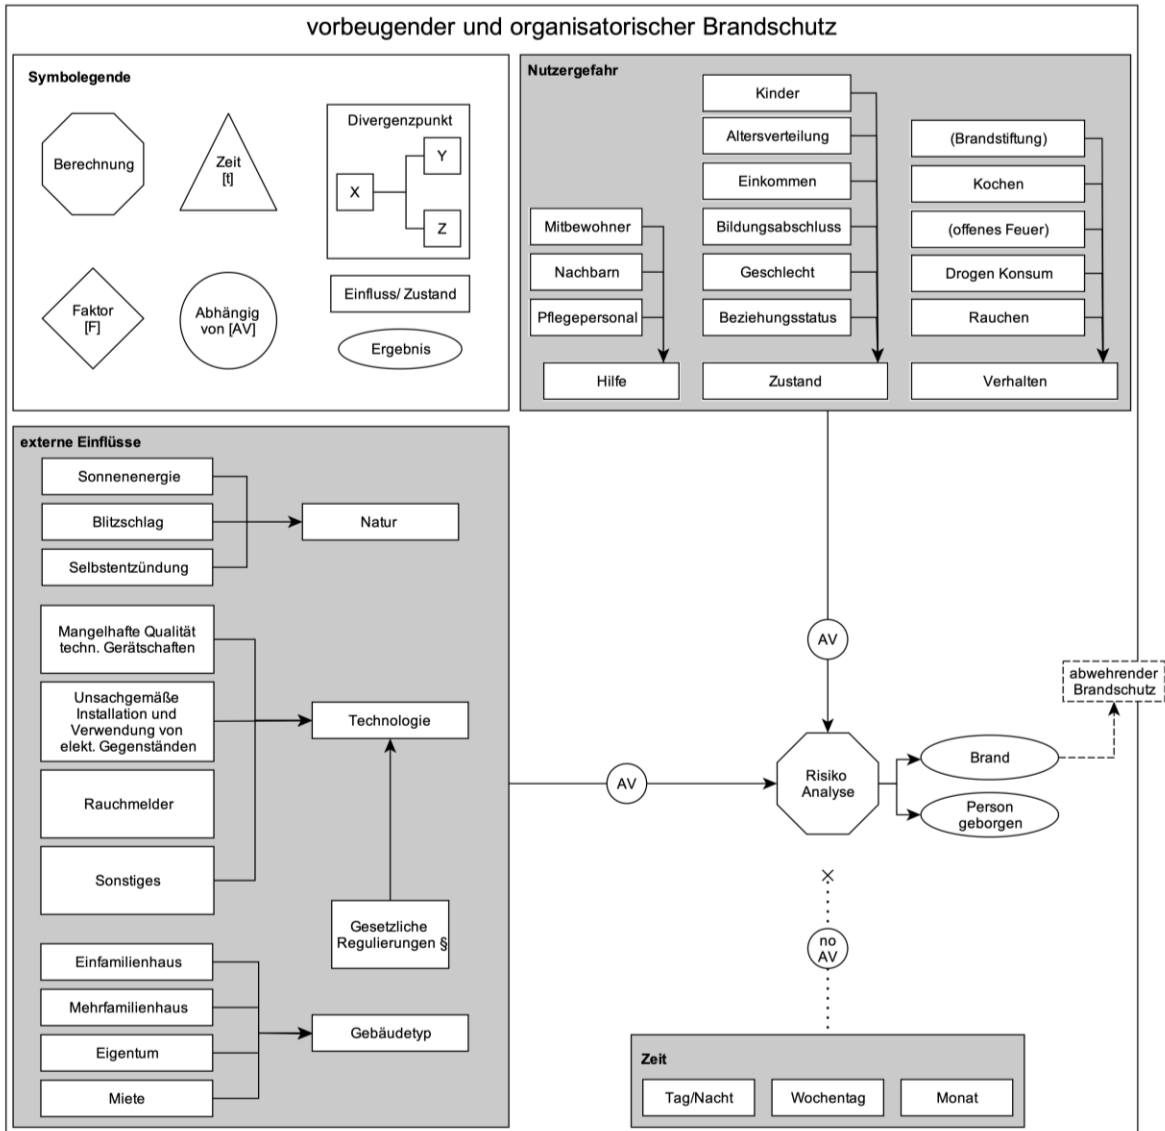 vorbeugender und organisatorischer Brandschutz
Symbolegende
Berechnung
Zeit
[t]
Divergenzpunkt
X
Y
Z
Faktor
[F]
Abhängig
von [AV]
Einfluss/ Zustand
Ergebnis
Nutzergefahr
Mitbewohner
Nachbarn
Pflegepersonal
Hilfe
Kinder
Altersverteilung
Einkommen
Bildungsabschluss
Geschlecht
Beziehungsstatus
Zustand
(Brandstiftung)
Kochen
(offenes Feuer)
Drogen Konsum
Rauchen
Verhalten
externe Einflüsse
Sonnenenergie
Blitzschlag
Selbstentzündung
Natur
Mangelhafte Qualität
techn. Gerätschaften
Unsachgemäße
Installation und
Verwendung von
elekt. Gegenständen
Rauchmelder
Sonstiges
Technologie
Gesetzliche
Regulierungen §
Einfamilienhaus
Mehrfamilienhaus
Eigentum
Miete
Gebäudetyp
AV
AV
Risiko
Analyse
Brand
Person
geborgen
abwehrender
Brandschutz
no
AV
Zeit
Tag/Nacht
Wochentag
Monat